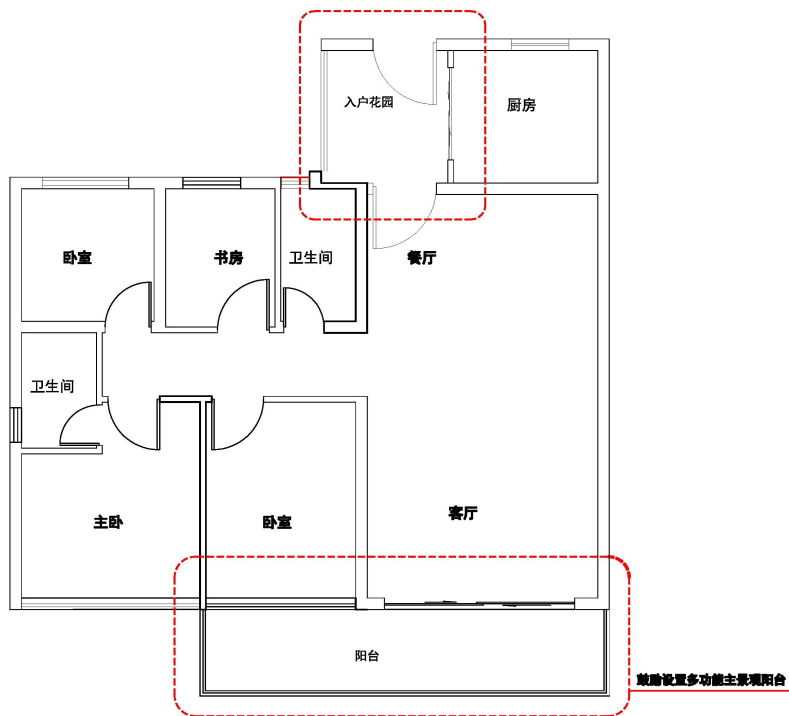 入户花园
厨房
卧室
书房
卫生间
餐厅
卫生间
主卧
卧室
客厅
阳台
鼓励设置多功能主景观阳台